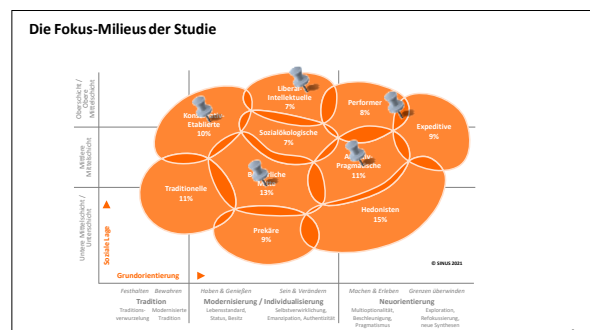 Die Fokus-Milieus der Studie
Oberschicht /
Obere
Mittelschicht
Mittlere
Mittelschicht
Untere Mittelschicht /
Unterschicht
Soziale Lage
Etablierte
10%
Liberal-
Intellektuelle
7%
Performer
8%
Expeditive
9%
Sozialökologische
7%
Pragmatische
11%
Traditionelle
11%
13%
Hedonisten
15%
Prekäre
9%
© SINUS 2021
Grundorientierung
Festhalten Bewahren
Haben & Genießen
Sein & Verändern
Machen & Erleben
Grenzen überwinden
Tradition
Modernisierung / Individualisierung
Neuorientierung
Traditions-
verwurzelung
Modernisierte
Tradition
Lebensstandard,
Status, Besitz
Selbstverwirklichung,
Emanzipation, Authentizität
Multioptionalität,
Beschleunigung,
Pragmatismus
Exploration,
Refokussierung,
neue Synthesen